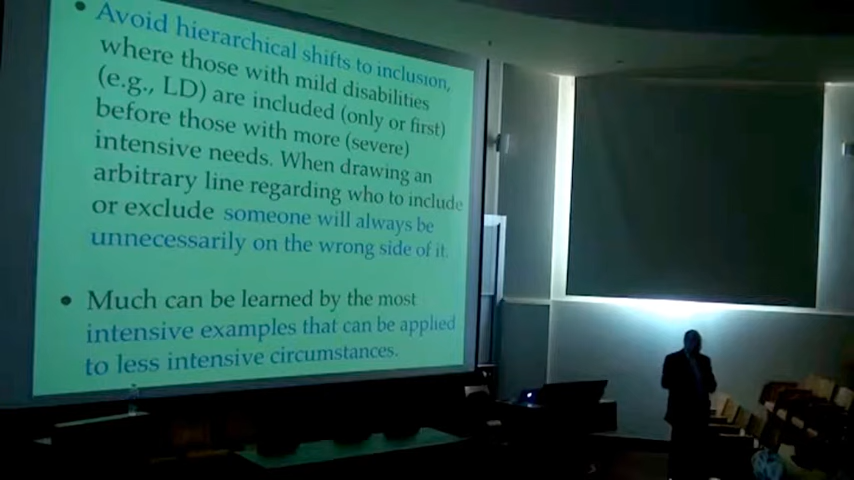 • Avoid hierarchical shifts to inclusion,
where those with mild disabilities
(e.g., LD) are included (only or first)
before those with more (severe)
intensive needs. When drawing an
arbitrary line regarding who to include
or exclude someone will always be
unnecessarily on the wrong side of it.
• Much can be learned by the most
intensive examples that can be applied
to less intensive circumstances.